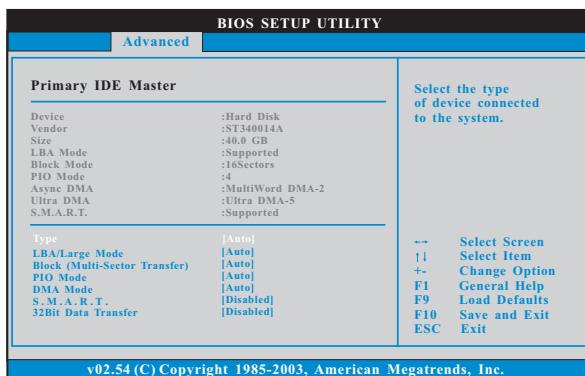 BIOS SETUP UTILITY
Advanced
Primary IDE Master
Device :Hard Disk
Vendor :ST340014A
Size :40.0 GB
LBA Mode :Supported
Block Mode :16Sectors
PIO Mode :4
Async DMA :MultiWord DMA-2
Ultra DMA :Ultra DMA-5
S.M.A.R.T. :Supported
Type [Auto]
LBA/Large Mode [Auto]
Block (Multi-Sector Transfer) [Auto]
PIO Mode [Auto]
DMA Mode [Auto]
S.M.A.R.T. [Disabled]
32Bit Data Transfer [Disabled]
Select the type
of device connected
to the system.
←→ Select Screen
↑↓ Select Item
+- Change Option
F1 General Help
F9 Load Defaults
F10 Save and Exit
ESC Exit
v02.54 (C) Copyright 1985-2003, American Megatrends, Inc.